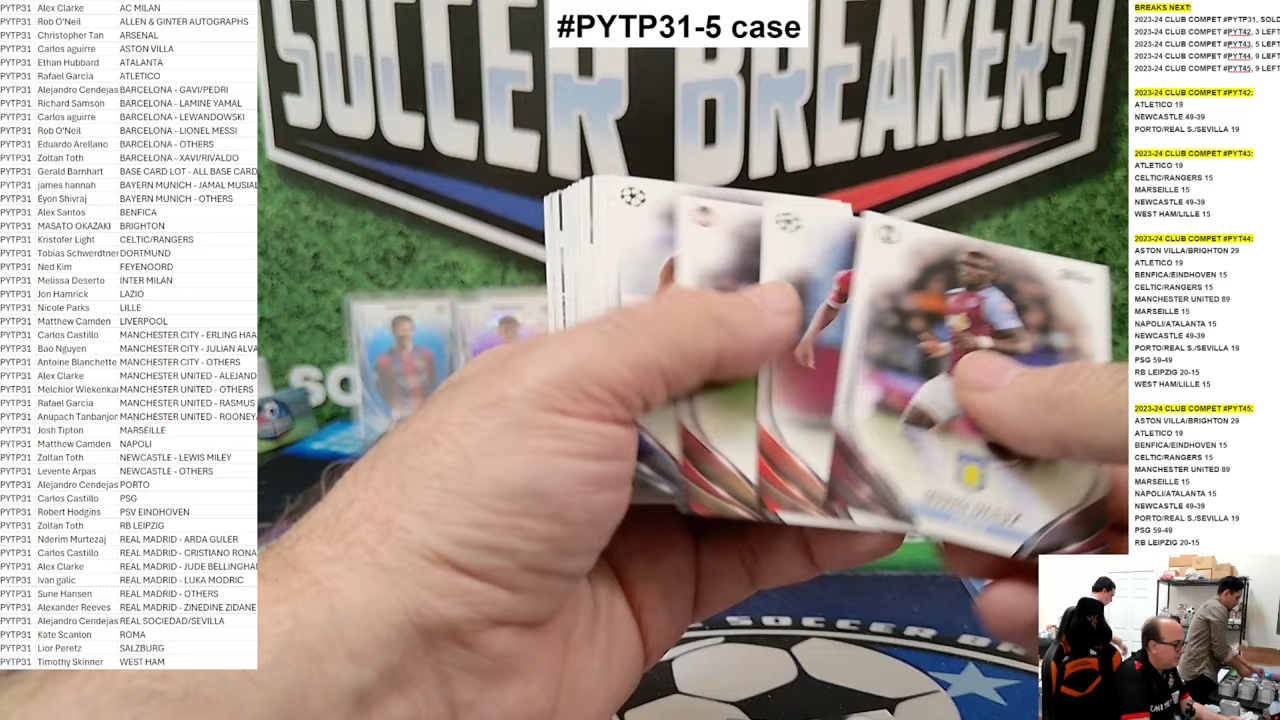 #PYTP31-5 case
SOCCER BREAKERS
PYTP31 Alex Clarke AC MILAN
PYTP31 Rob O'Neil ALLEN & GINTER AUTOGRAPHS
PYTP31 Christopher Tan ARSENAL
PYTP31 Carlos aguirre ASTON VILLA
PYTP31 Ethan Hubbard ATALANTA
PYTP31 Rafael Garcia ATLETICO
PYTP31 Alejandro Cendejas BARCELONA - GAVI/PEDRI
PYTP31 Richard Samson BARCELONA - LAMINE YAMAL
PYTP31 Carlos aguirre BARCELONA - LEWANDOWSKI
PYTP31 Rob O'Neil BARCELONA - LIONEL MESSI
PYTP31 Eduardo Arellano BARCELONA - OTHERS
PYTP31 Zoltan Toth BARCELONA - XAVI/RIVALDO
PYTP31 Gerald Barnhart BASE CARD LOT - ALL BASE CARD
PYTP31 james hannah BAYERN MUNICH - JAMAL MUSIAL
PYTP31 Eyon Shivraj BAYERN MUNICH - OTHERS
PYTP31 Alex Santos BENFICA
PYTP31 MASATO OKAZAKI BRIGHTON
PYTP31 Kristofer Light CELTIC/RANGERS
PYTP31 Tobias Schwerdtner DORTMUND
PYTP31 Ned Kim FEYENOORD
PYTP31 Melissa Deserto INTER MILAN
PYTP31 Jon Hamrick LAZIO
PYTP31 Nicole Parks LILLE
PYTP31 Matthew Camden LIVERPOOL
PYTP31 Carlos Castillo MANCHESTER CITY - ERLING HAA
PYTP31 Bao Nguyen MANCHESTER CITY - JULIAN ALVA
PYTP31 Antoine Blanchette MANCHESTER CITY - OTHERS
PYTP31 Alex Clarke MANCHESTER UNITED - ALEJAND
PYTP31 Melchior Wiekenka MANCHESTER UNITED - OTHERS
PYTP31 Rafael Garcia MANCHESTER UNITED - RASMUS
PYTP31 Anupach Tanbanjor MANCHESTER UNITED - ROONEY
PYTP31 Josh Tipton MARSEILLE
PYTP31 Matthew Camden NAPOLI
PYTP31 Zoltan Toth NEWCASTLE - LEWIS MILEY
PYTP31 Levente Arpas NEWCASTLE - OTHERS
PYTP31 Alejandro Cendejas PORTO
PYTP31 Carlos Castillo PSG
PYTP31 Robert Hodgins PSV EINDHOVEN
PYTP31 Zoltan Toth RB LEIPZIG
PYTP31 Nderim Murtezaj REAL MADRID - ARDA GULER
PYTP31 Carlos Castillo REAL MADRID - CRISTIANO RONA
PYTP31 Alex Clarke REAL MADRID - JUDE BELLINGHA
PYTP31 Ivan galic REAL MADRID - LUKA MODRIC
PYTP31 Sune Hansen REAL MADRID - OTHERS
PYTP31 Alexander Reeves REAL MADRID - ZINEDINE ZIDANE
PYTP31 Alejandro Cendejas REAL SOCIEDAD/SEVILLA
PYTP31 Kate Scanlon ROMA
PYTP31 Lior Peretz SALZBURG
PYTP31 Timothy Skinner WEST HAM
BREAKS NEXT:
2023-24 CLUB COMPET #PYTP31, SOLD
2023-24 CLUB COMPET #PYT42, 3 LEFT
2023-24 CLUB COMPET #PYT43, 5 LEFT
2023-24 CLUB COMPET #PYT44, 9 LEFT
2023-24 CLUB COMPET #PYT45, 9 LEFT
2023-24 CLUB COMPET #PYT42:
ATLETICO 19
NEWCASTLE 49-39
PORTO/REAL S./SEVILLA 19
2023-24 CLUB COMPET #PYT43:
ATLETICO 19
CELTIC/RANGERS 15
MARSEILLE 15
NEWCASTLE 49-39
WEST HAM/LILLE 15
2023-24 CLUB COMPET #PYT44:
ASTON VILLA/BRIGHTON 29
ATLETICO 19
BENFICA/EINDHOVEN 15
CELTIC/RANGERS 15
MANCHESTER UNITED 89
MARSEILLE 15
NAPOLI/ATALANTA 15
NEWCASTLE 49-39
PORTO/REAL S./SEVILLA 19
PSG 59-49
RB LEIPZIG 20-15
WEST HAM/LILLE 15
2023-24 CLUB COMPET #PYT45:
ASTON VILLA/BRIGHTON 29
ATLETICO 19
BENFICA/EINDHOVEN 15
CELTIC/RANGERS 15
MANCHESTER UNITED 89
MARSEILLE 15
NAPOLI/ATALANTA 15
NEWCASTLE 49-39
PORTO/REAL S./SEVILLA 19
PSG 59-49
RB LEIPZIG 20-15
SOCCER BR